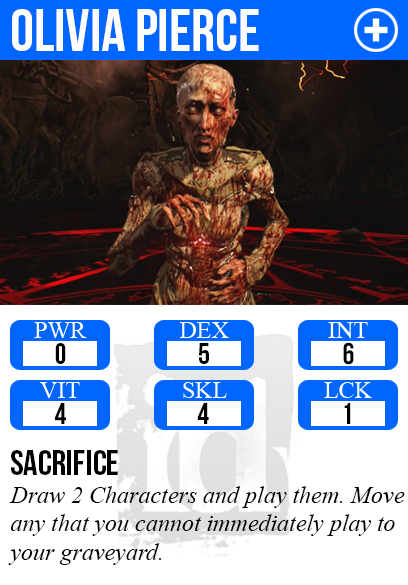 OLIVIA PIERCE
PWR DEX INT
0 5 6
VIT SKL LCK
4 4 1
SACRIFICE
Draw 2 Characters and play them. Move
any that you cannot immediately play to
your graveyard.